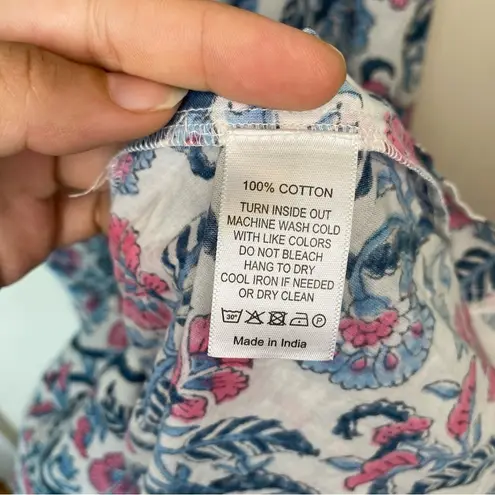 100% COTTON
TURN INSIDE OUT
MACHINE WASH COLD
WITH LIKE COLORS
DO NOT BLEACH
HANG TO DRY
COOL IRON IF NEEDED
OR DRY CLEAN
30° P
Made in India